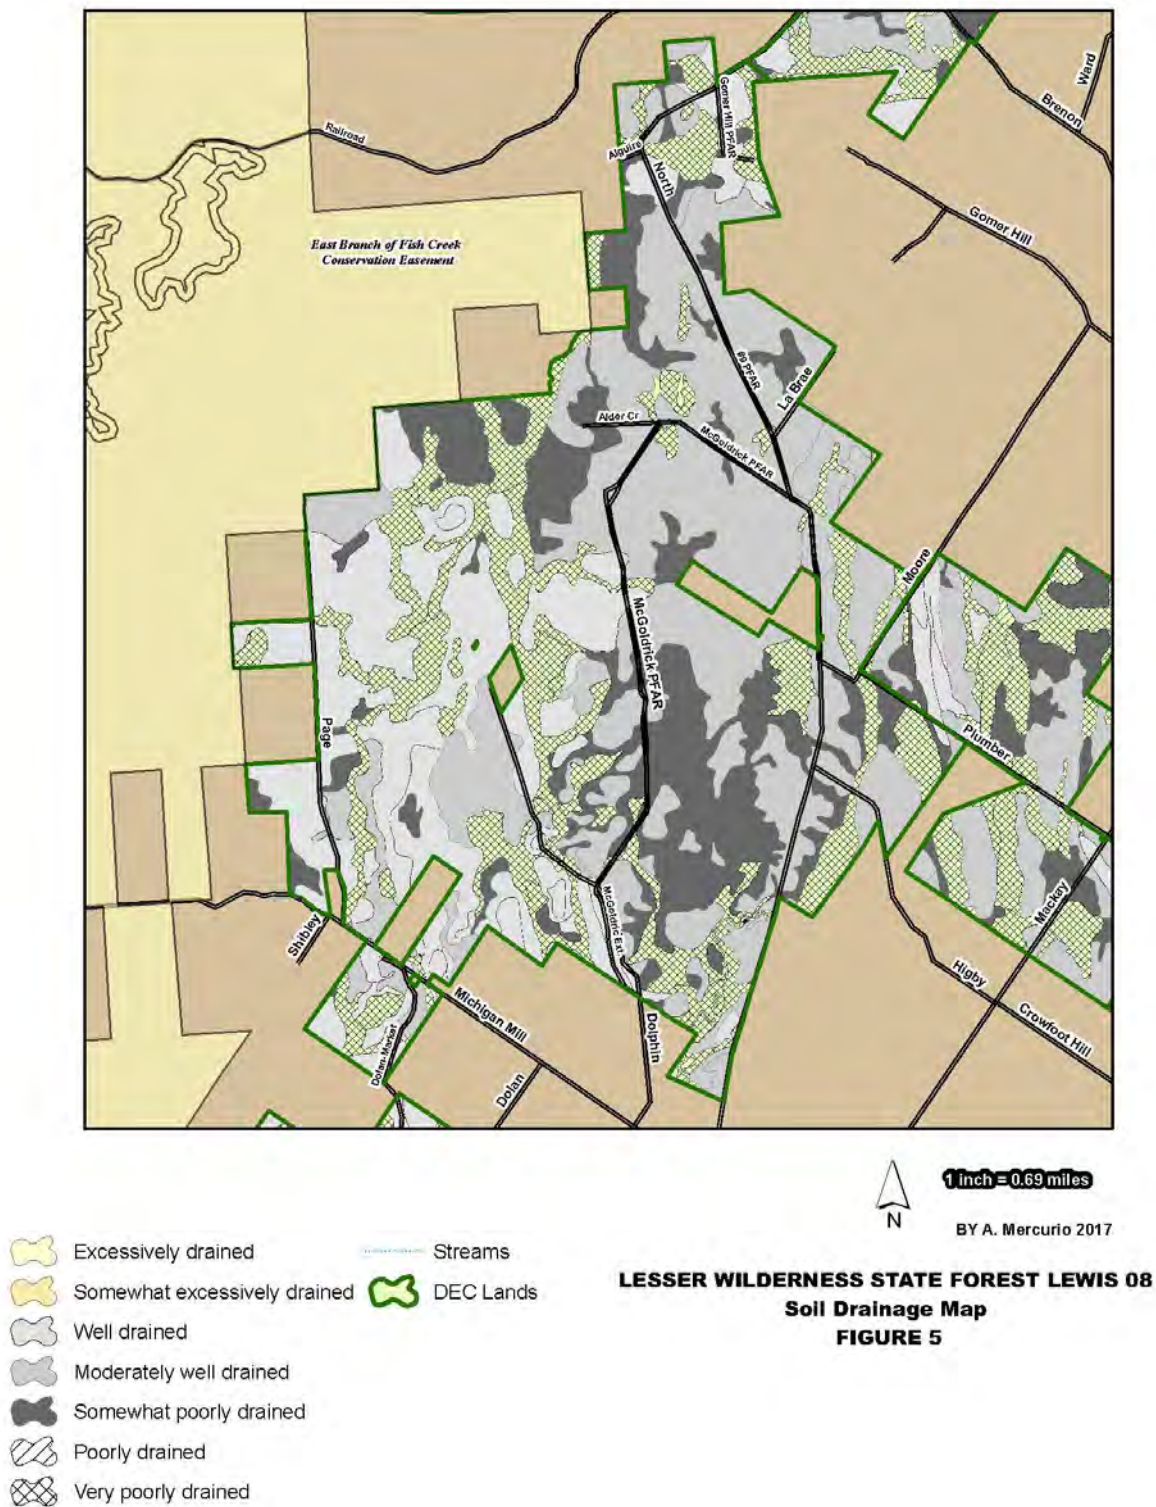 Ward
Brenon
Railroad
Gomer Hill PFAR
Alguire
North
Gomer Hill
East Branch of Fish Creek
Conservation Easement
99 PFAR
La Brae
Alder Cr
McGoldrick PFAR
Moore
McGoldrick PFAR
Page
Plumber
Mackay
Shibley
McGoldric Ext
Higby
Crowfoot Hill
Michigan Mill
Dolphin
Dolan-Market
Dolan
1 inch = 0.69 miles
N
BY A. Mercurio 2017
Excessively drained
Streams
Somewhat excessively drained
DEC Lands
Well drained
Moderately well drained
Somewhat poorly drained
Poorly drained
Very poorly drained
LESSER WILDERNESS STATE FOREST LEWIS 08
Soil Drainage Map
FIGURE 5